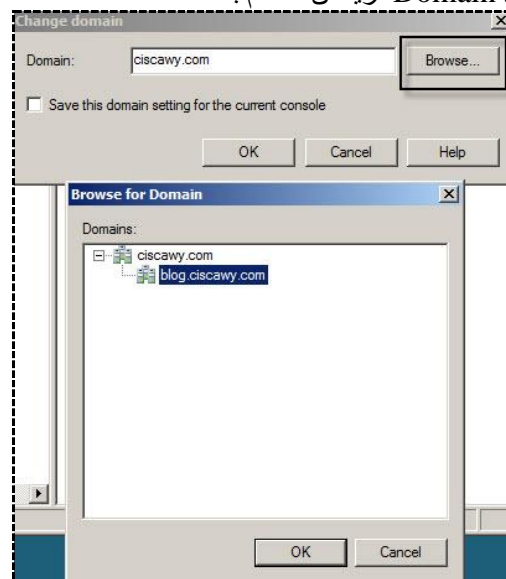 Domain
Change domain
Domain: ciscawy.com Browse...
Save this domain setting for the current console
OK Cancel Help
Browse for Domain
Domains:
ciscawy.com
blog.ciscawy.com
OK Cancel